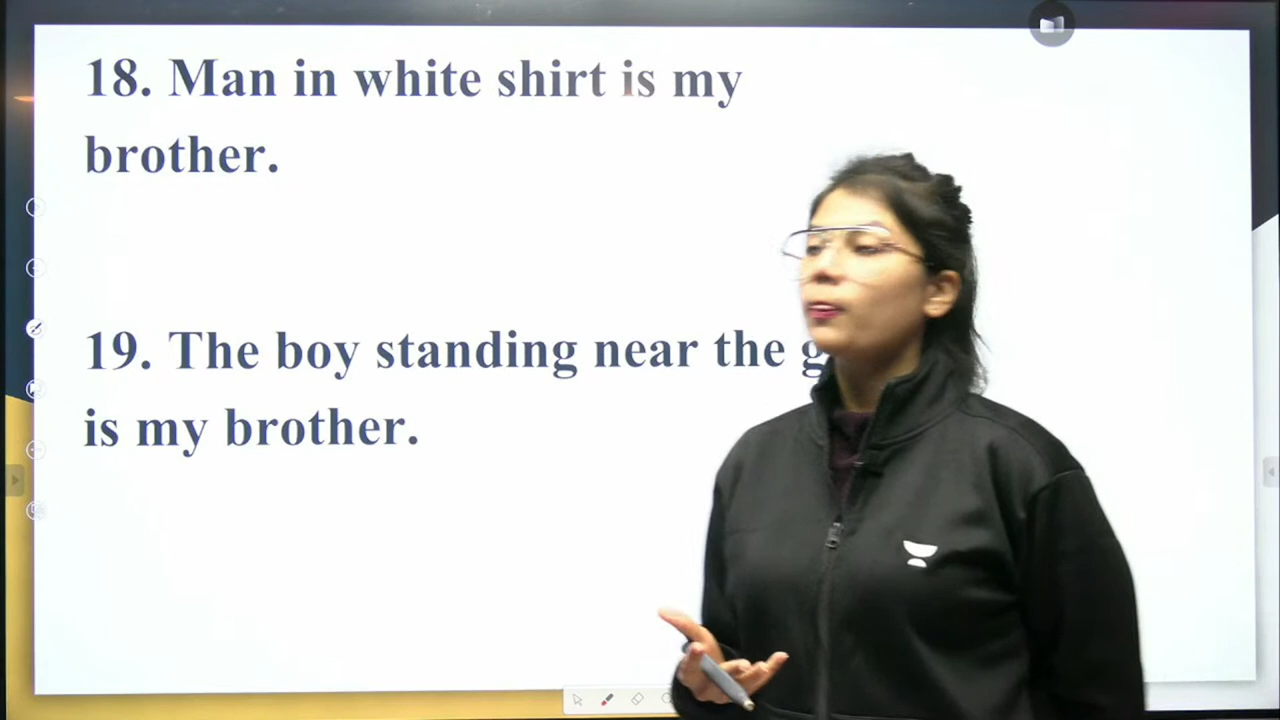 18. Man in white shirt is my
brother.
19. The boy standing near the
is my brother.